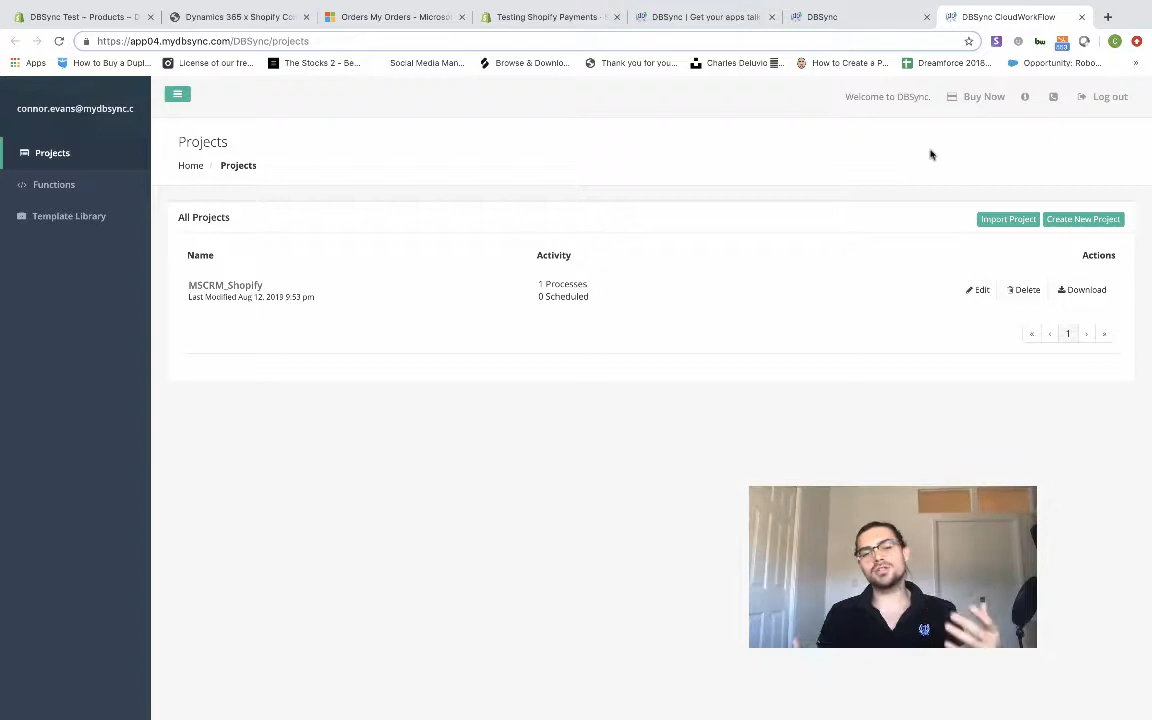 DBSync Test – Products –
Dynamics 365 x Shopify Co
Orders My Orders - Micros
Testing Shopify Payments -
DBSync | Get your apps tal
DBSync
DBSync CloudWorkFlow
https://app04.mydbsync.com/DBSync/projects
Apps
How to Buy a Dupl...
License of our fre...
The Stocks 2 – Be...
Social Media Man...
Browse & Downlo...
Thank you for you...
Charles Deluvio
How to Create a P...
Dreamforce 2018...
Opportunity: Robo...
»
connor.evans@mydbsync.c
Welcome to DBSync.
Buy Now
Log out
Projects
Functions
Template Library
Projects
Home / Projects
All Projects
Import Project
Create New Project
Name
Activity
Actions
MSCRM_Shopify
Last Modified Aug 12, 2019 9:53 pm
1 Processes
0 Scheduled
Edit
Delete
Download
« ‹ 1 › »